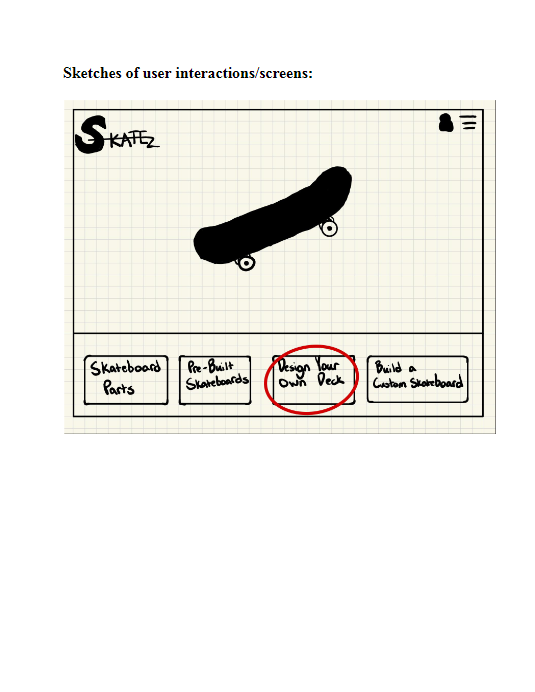 Sketches of user interactions/screens:
SKATEZ
Skateboard
Parts
Pre-Built
Skateboards
Design Your
Own Deck
Build a
Custom Skateboard